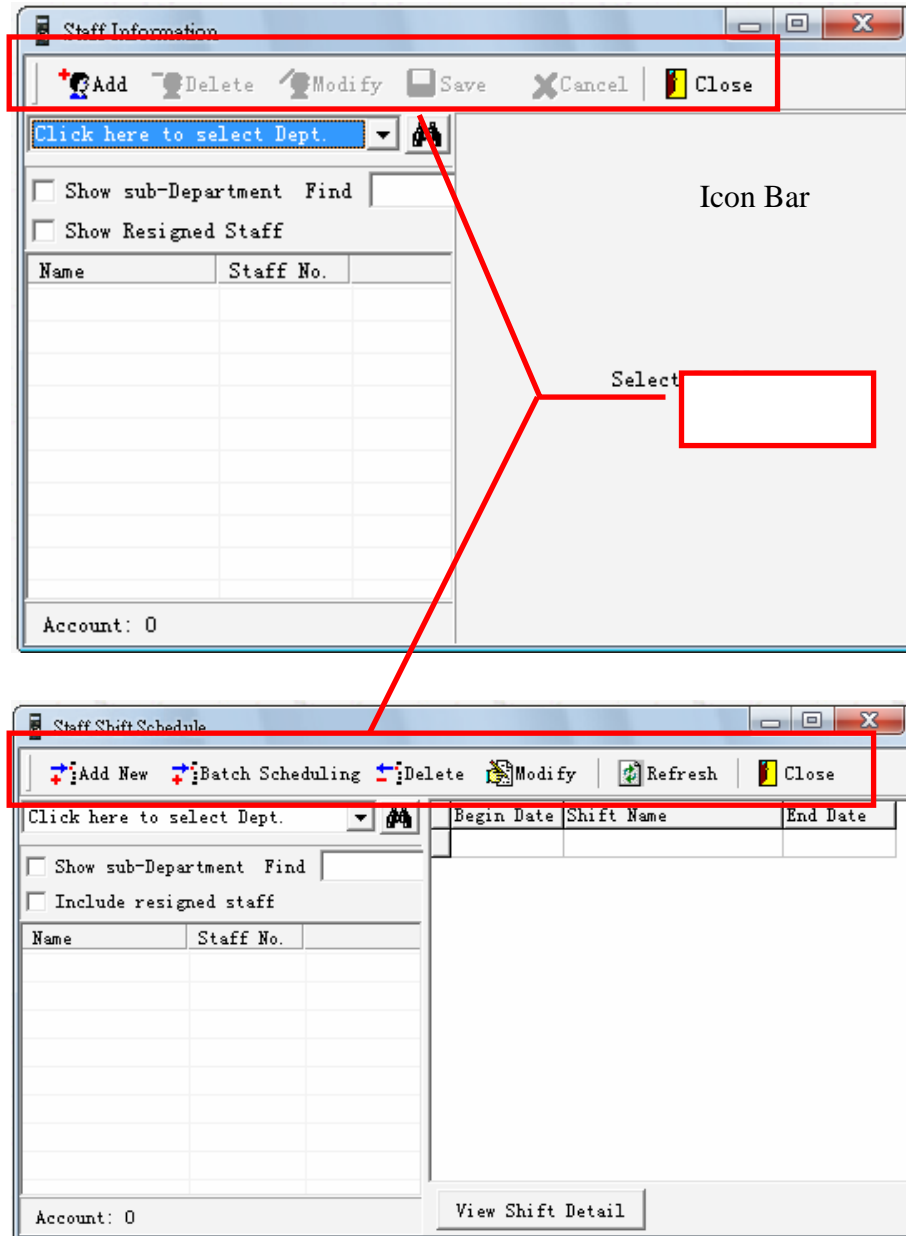 Staff Information
Add Delete Modify Save Cancel Close
Click here to select Dept.
Show sub-Department Find
Icon Bar
Show Resigned Staff
Name Staff No.
Select
Account: 0
Staff Shift Schedule
Add New Batch Scheduling Delete Modify Refresh Close
Click here to select Dept.
Begin Date Shift Name End Date
Show sub-Department Find
Include resigned staff
Name Staff No.
View Shift Detail
Account: 0